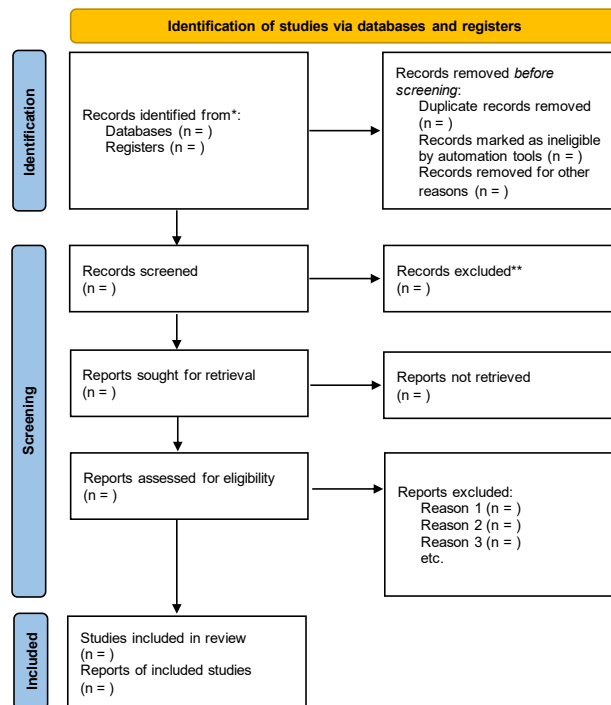 Identification of studies via databases and registers
Identification
Records identified from*:
Databases (n = )
Registers (n = )
Records removed before
screening:
Duplicate records removed
(n = )
Records marked as ineligible
by automation tools (n = )
Records removed for other
reasons (n = )
Screening
Records screened
(n = )
Records excluded**
(n = )
Reports sought for retrieval
(n = )
Reports not retrieved
(n = )
Reports assessed for eligibility
(n = )
Reports excluded:
Reason 1 (n = )
Reason 2 (n = )
Reason 3 (n = )
etc.
Included
Studies included in review
(n = )
Reports of included studies
(n = )